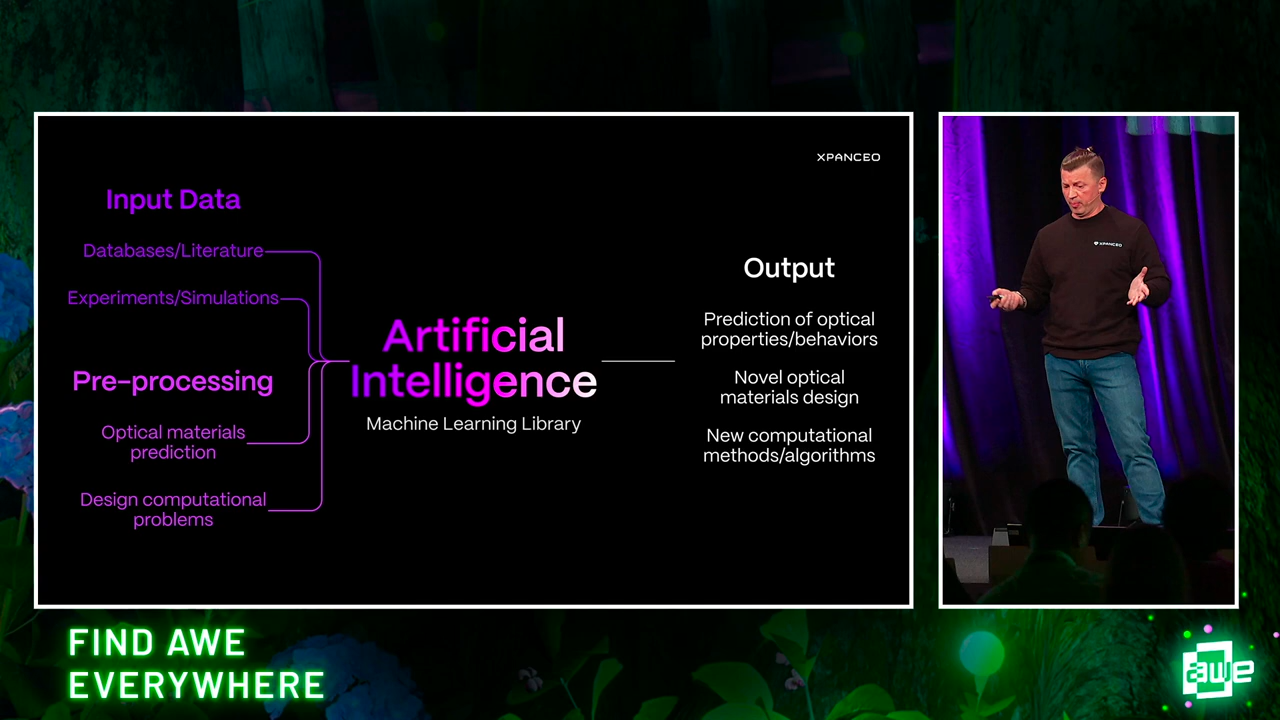 XPANCEO
Input Data
Databases/Literature
Experiments/Simulations
Pre-processing
Optical materials
prediction
Design computational
problems
Artificial
Intelligence
Machine Learning Library
Output
Prediction of optical
properties/behaviors
Novel optical
materials design
New computational
methods/algorithms
XPANCEO
FIND AWE
EVERYWHERE
awe